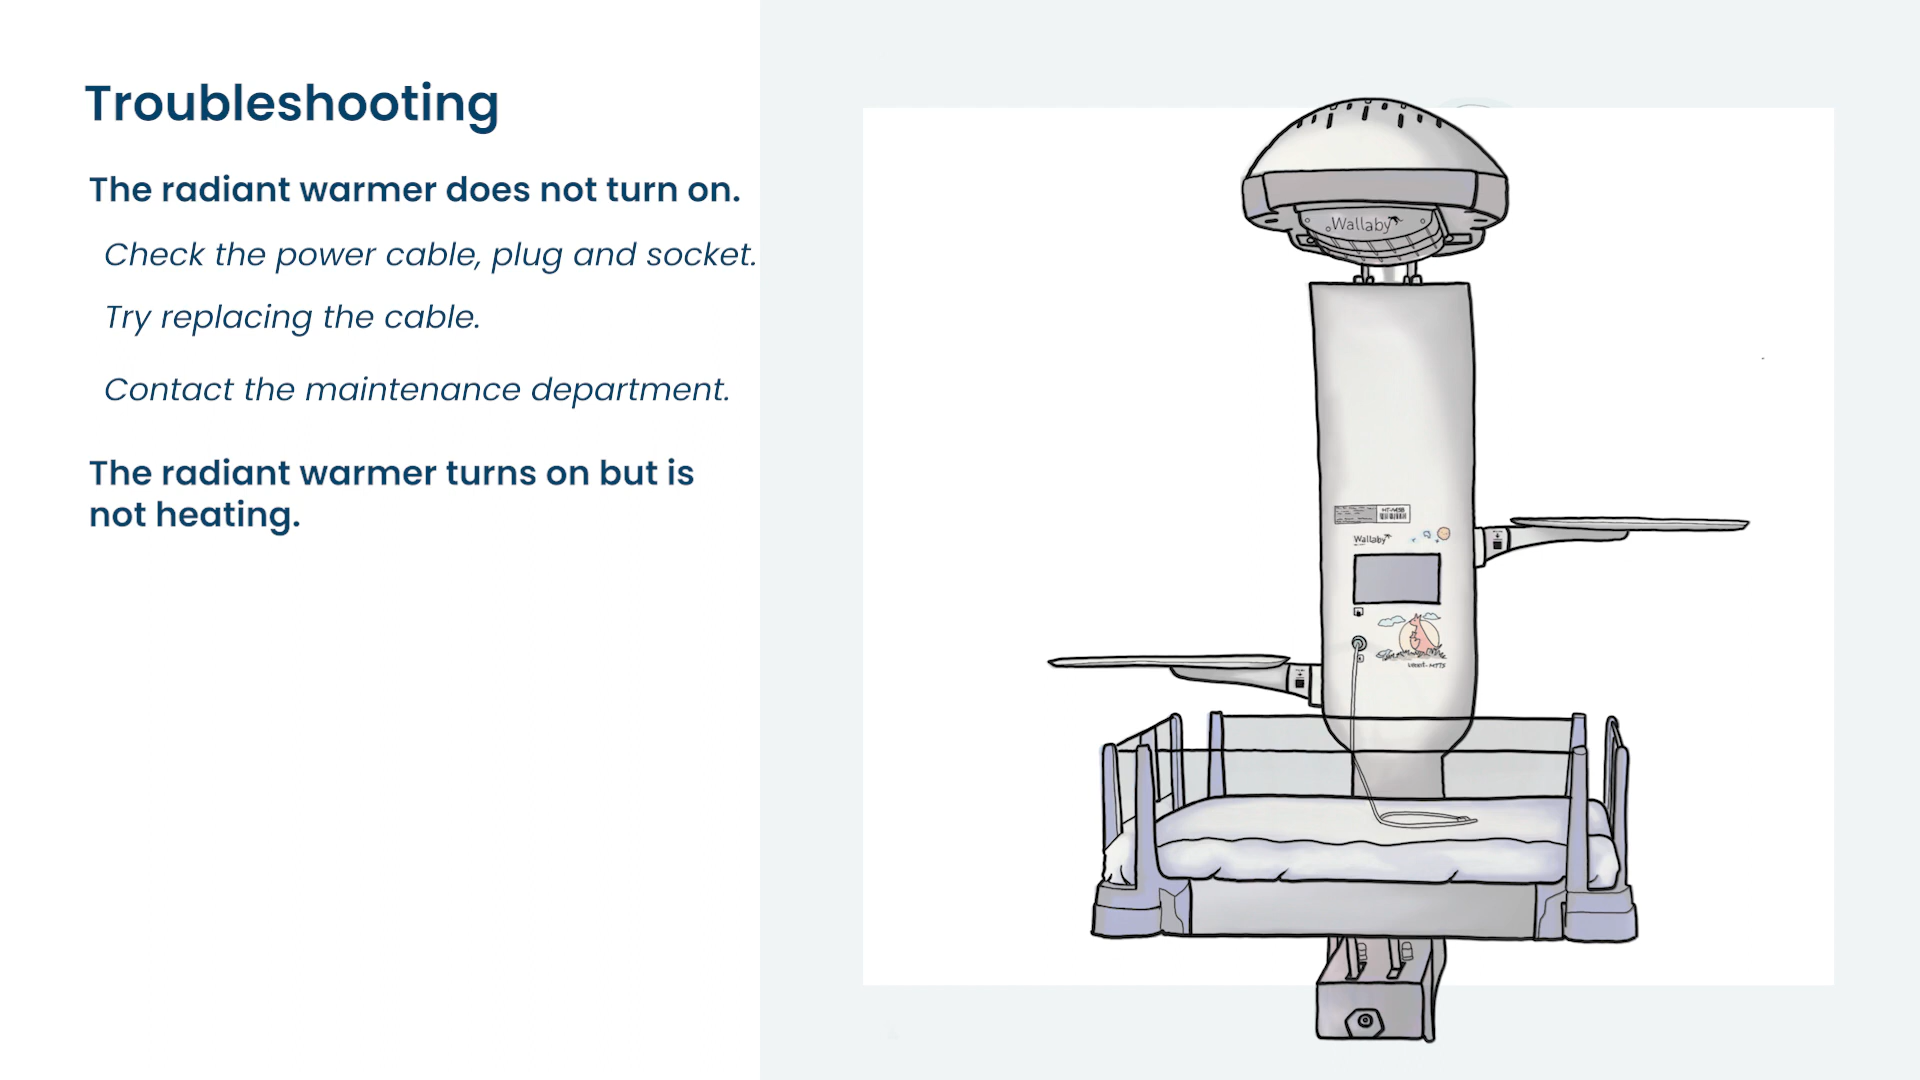 Troubleshooting
The radiant warmer does not turn on.
Check the power cable, plug and socket.
Try replacing the cable.
Contact the maintenance department.
The radiant warmer turns on but is
not heating.
Wallaby
Wallaby